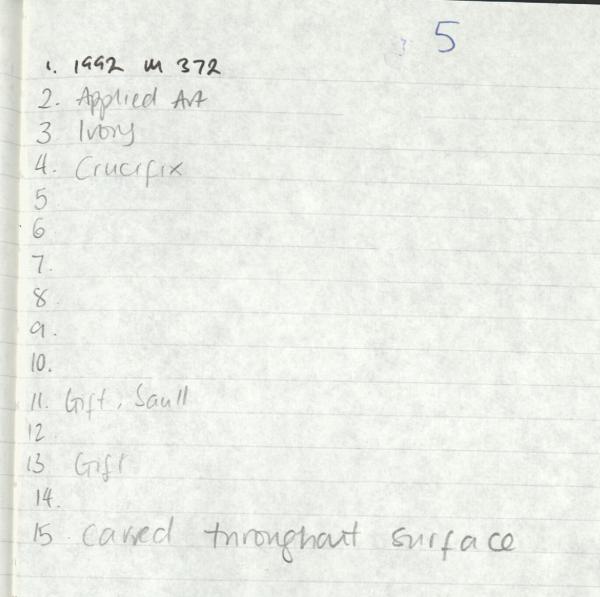 5
1. 1992 M 372
2. Applied Art
3 Ivory
4. Crucifix
5
6
7.
8.
9.
10.
11. Gift, Saull
12
13 Gift
14.
15 carved throughout surface